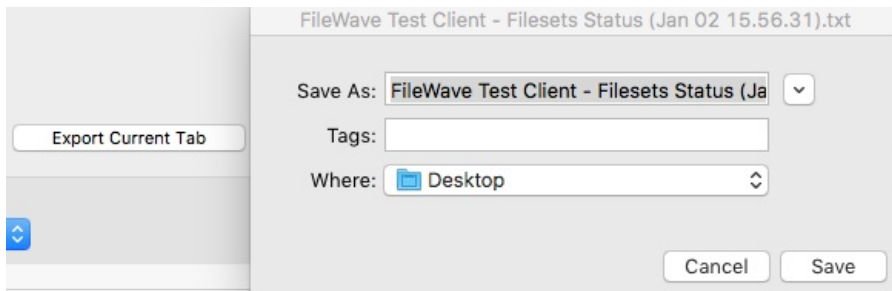 FileWave Test Client - Filesets Status (Jan 02 15.56.31).txt
Save As: FileWave Test Client - Filesets Status (Ja
Export Current Tab
Tags:
Where: Desktop
Cancel Save